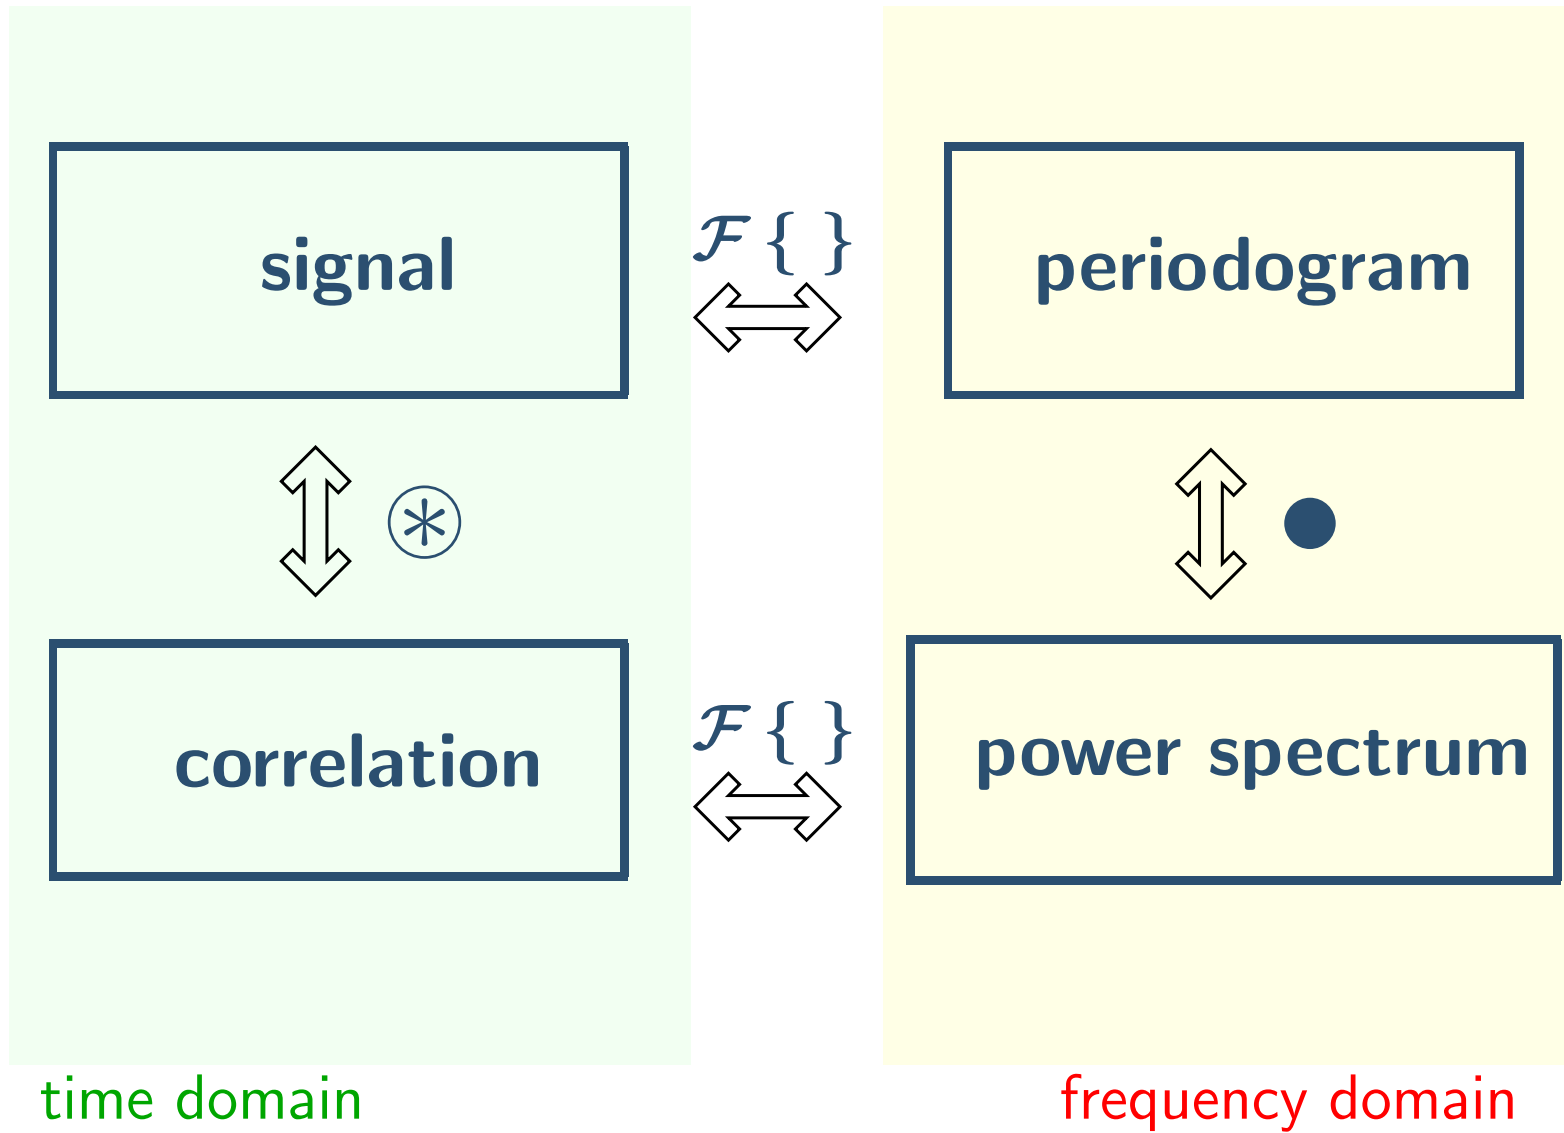 signal
ℱ { }
periodogram
⊛
●
correlation
ℱ { }
power spectrum
time domain
frequency domain